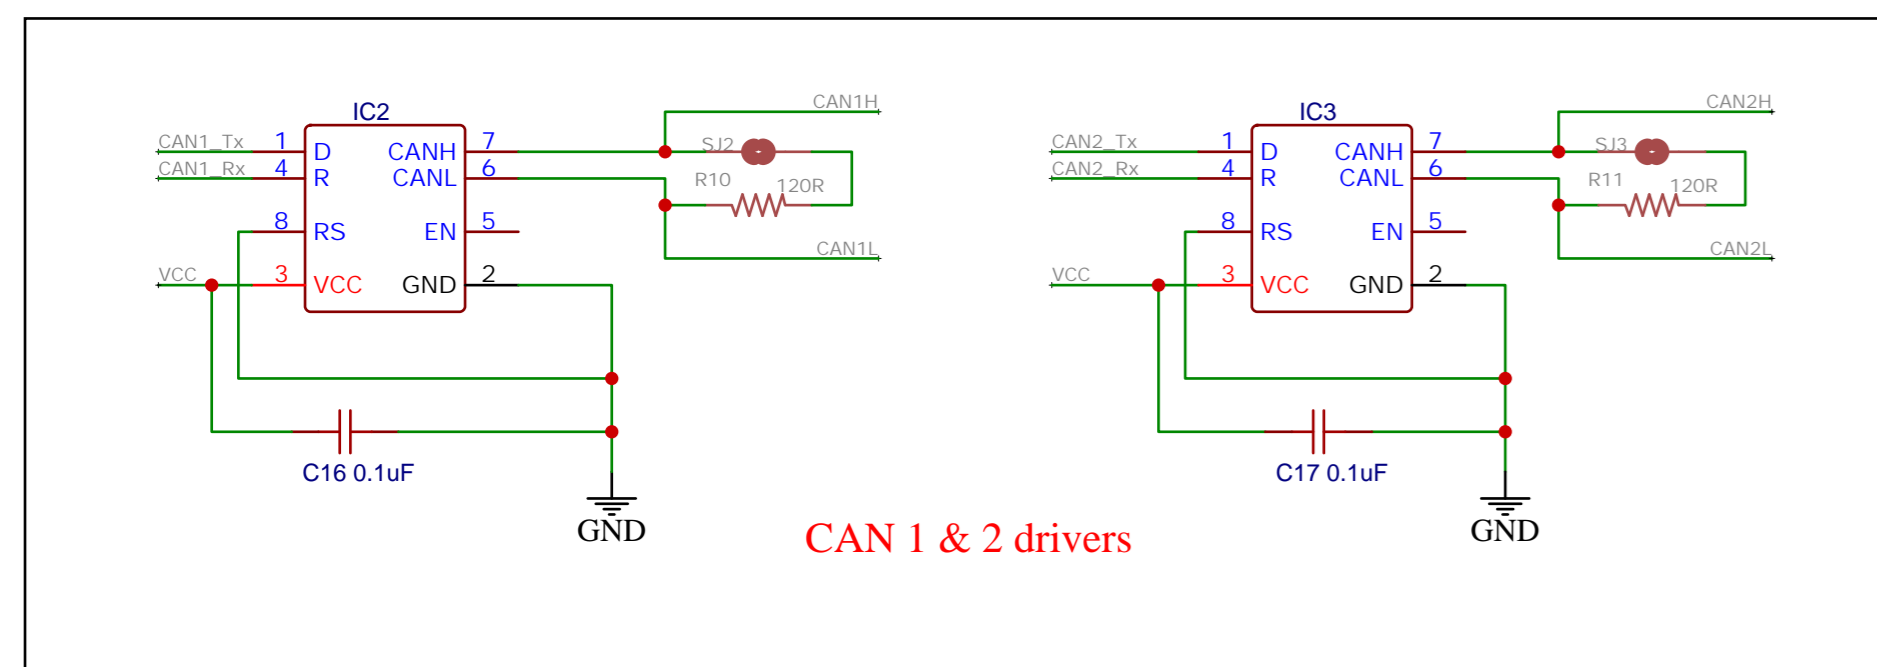 IC2
CAN1_Tx 1 D CANH 7
CAN1_Rx 4 R CANL 6
8 RS EN 5
VCC 3 VCC GND 2
CAN1H
SJ2
R10 120R
CAN1L
C16 0.1uF
GND
IC3
CAN2_Tx 1 D CANH 7
CAN2_Rx 4 R CANL 6
8 RS EN 5
VCC 3 VCC GND 2
CAN2H
SJ3
R11 120R
CAN2L
C17 0.1uF
GND
CAN 1 & 2 drivers